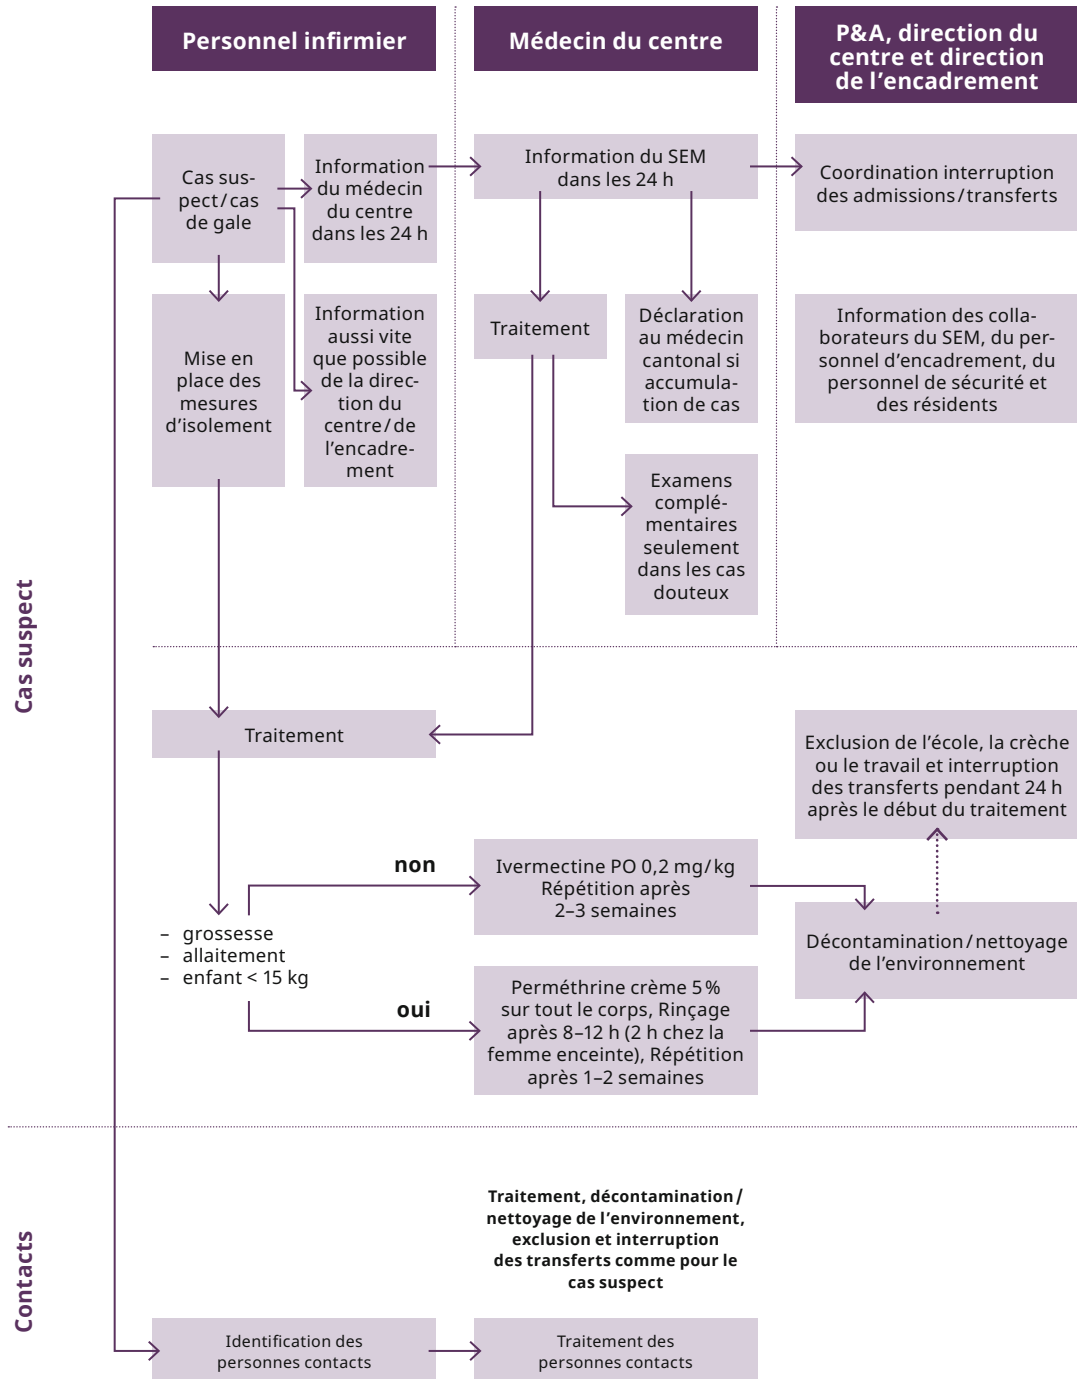 Personnel infirmier
Médecin du centre
P&A, direction du
centre et direction
de l'encadrement
Cas suspect
Cas sus-
pect/cas
de gale
Information
du médecin
du centre
dans les 24 h
Information du SEM
dans les 24 h
Coordination interruption
des admissions/transferts
Mise en
place des
mesures
d'isolement
Information
aussi vite
que possible
de la direc-
tion du
centre/de
l'encadre-
ment
Traitement
Déclaration
au médecin
cantonal si
accumula-
tion de cas
Information des colla-
borateurs du SEM, du per-
sonnel d'encadrement, du
personnel de sécurité et
des résidents
Examens
complé-
mentaires
seulement
dans les cas
douteux
Traitement
Exclusion de l'école, la crèche
ou le travail et interruption
des transferts pendant 24 h
après le début du traitement
– grossesse
– allaitement
– enfant < 15 kg
non
Ivermectine PO 0,2 mg/kg
Répétition après
2–3 semaines
oui
Perméthrine crème 5 %
sur tout le corps, Rinçage
après 8–12 h (2 h chez la
femme enceinte), Répétition
après 1–2 semaines
Décontamination/nettoyage
de l'environnement
Contacts
Traitement, décontamination/
nettoyage de l'environnement,
exclusion et interruption
des transferts comme pour le
cas suspect
Identification des
personnes contacts
Traitement des
personnes contacts